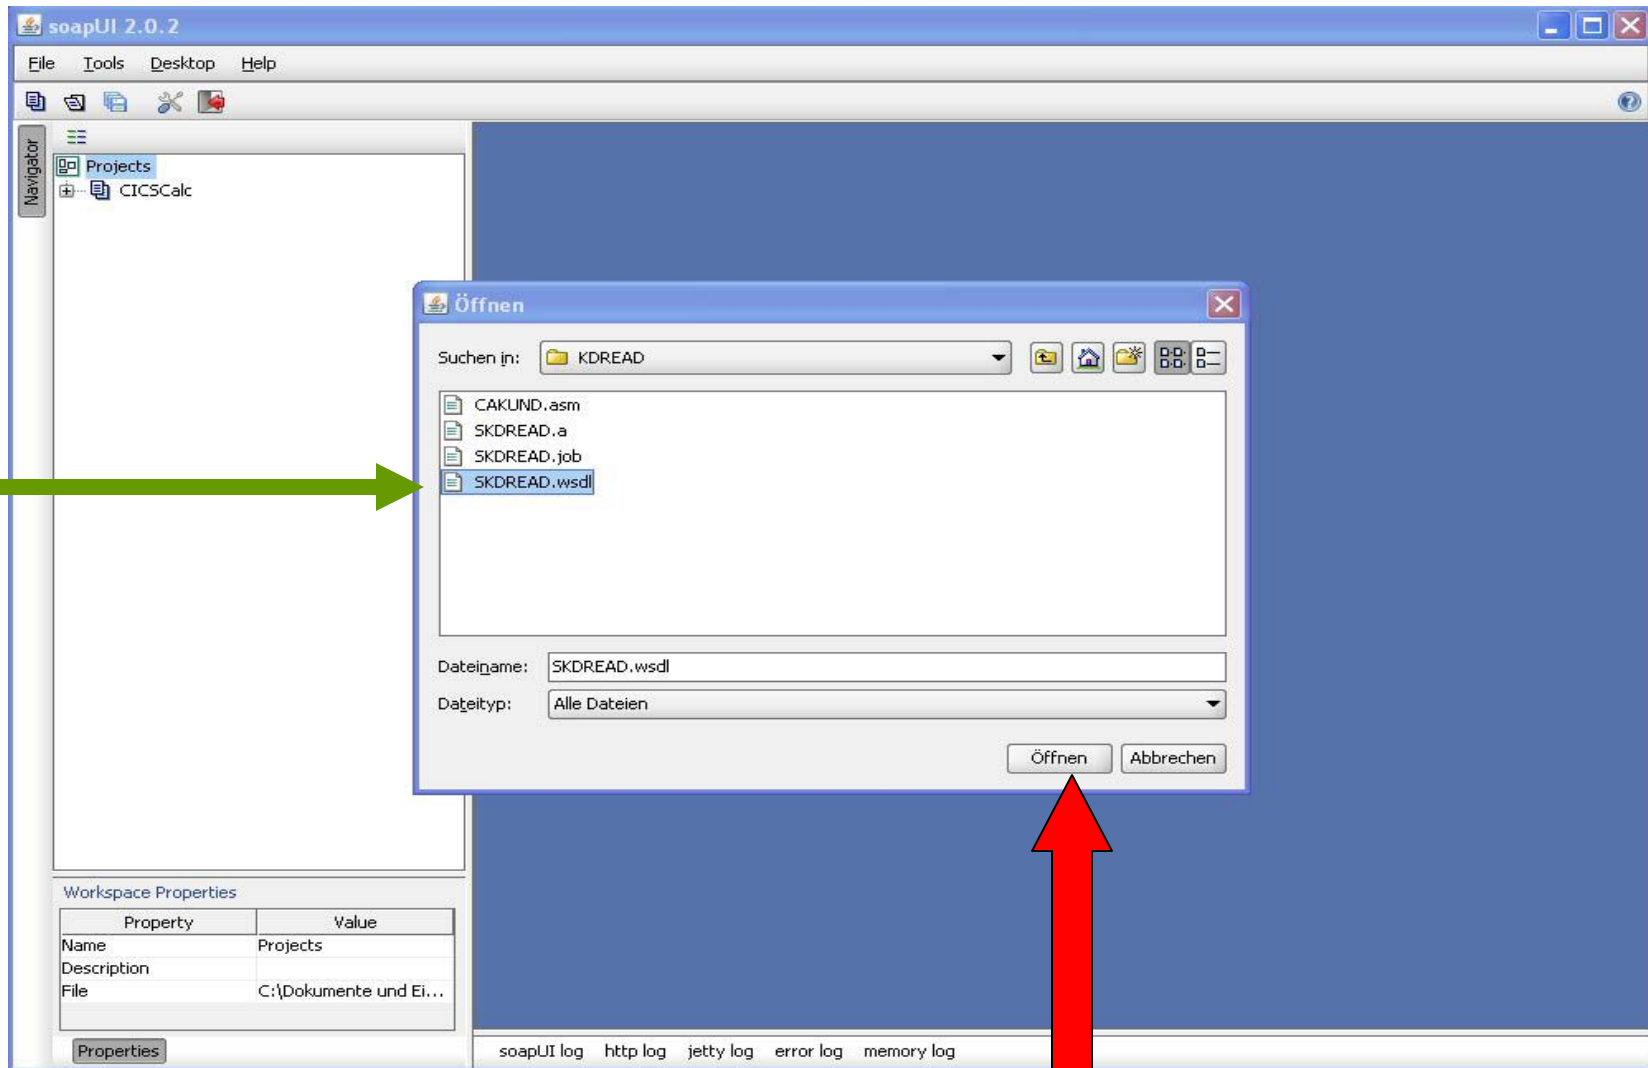 soapUI 2.0.2
File Tools Desktop Help
Navigator
Projects
CICSCalc
Öffnen
Suchen in: KDREAD
CAKUND.asm
SKDREAD.a
SKDREAD.job
SKDREAD.wsdl
Dateiname: SKDREAD.wsdl
Dateityp: Alle Dateien
Öffnen Abbrechen
Workspace Properties
Property Value
Name Projects
Description
File C:\Dokumente und Ei...
Properties
soapUI log http log jetty log error log memory log